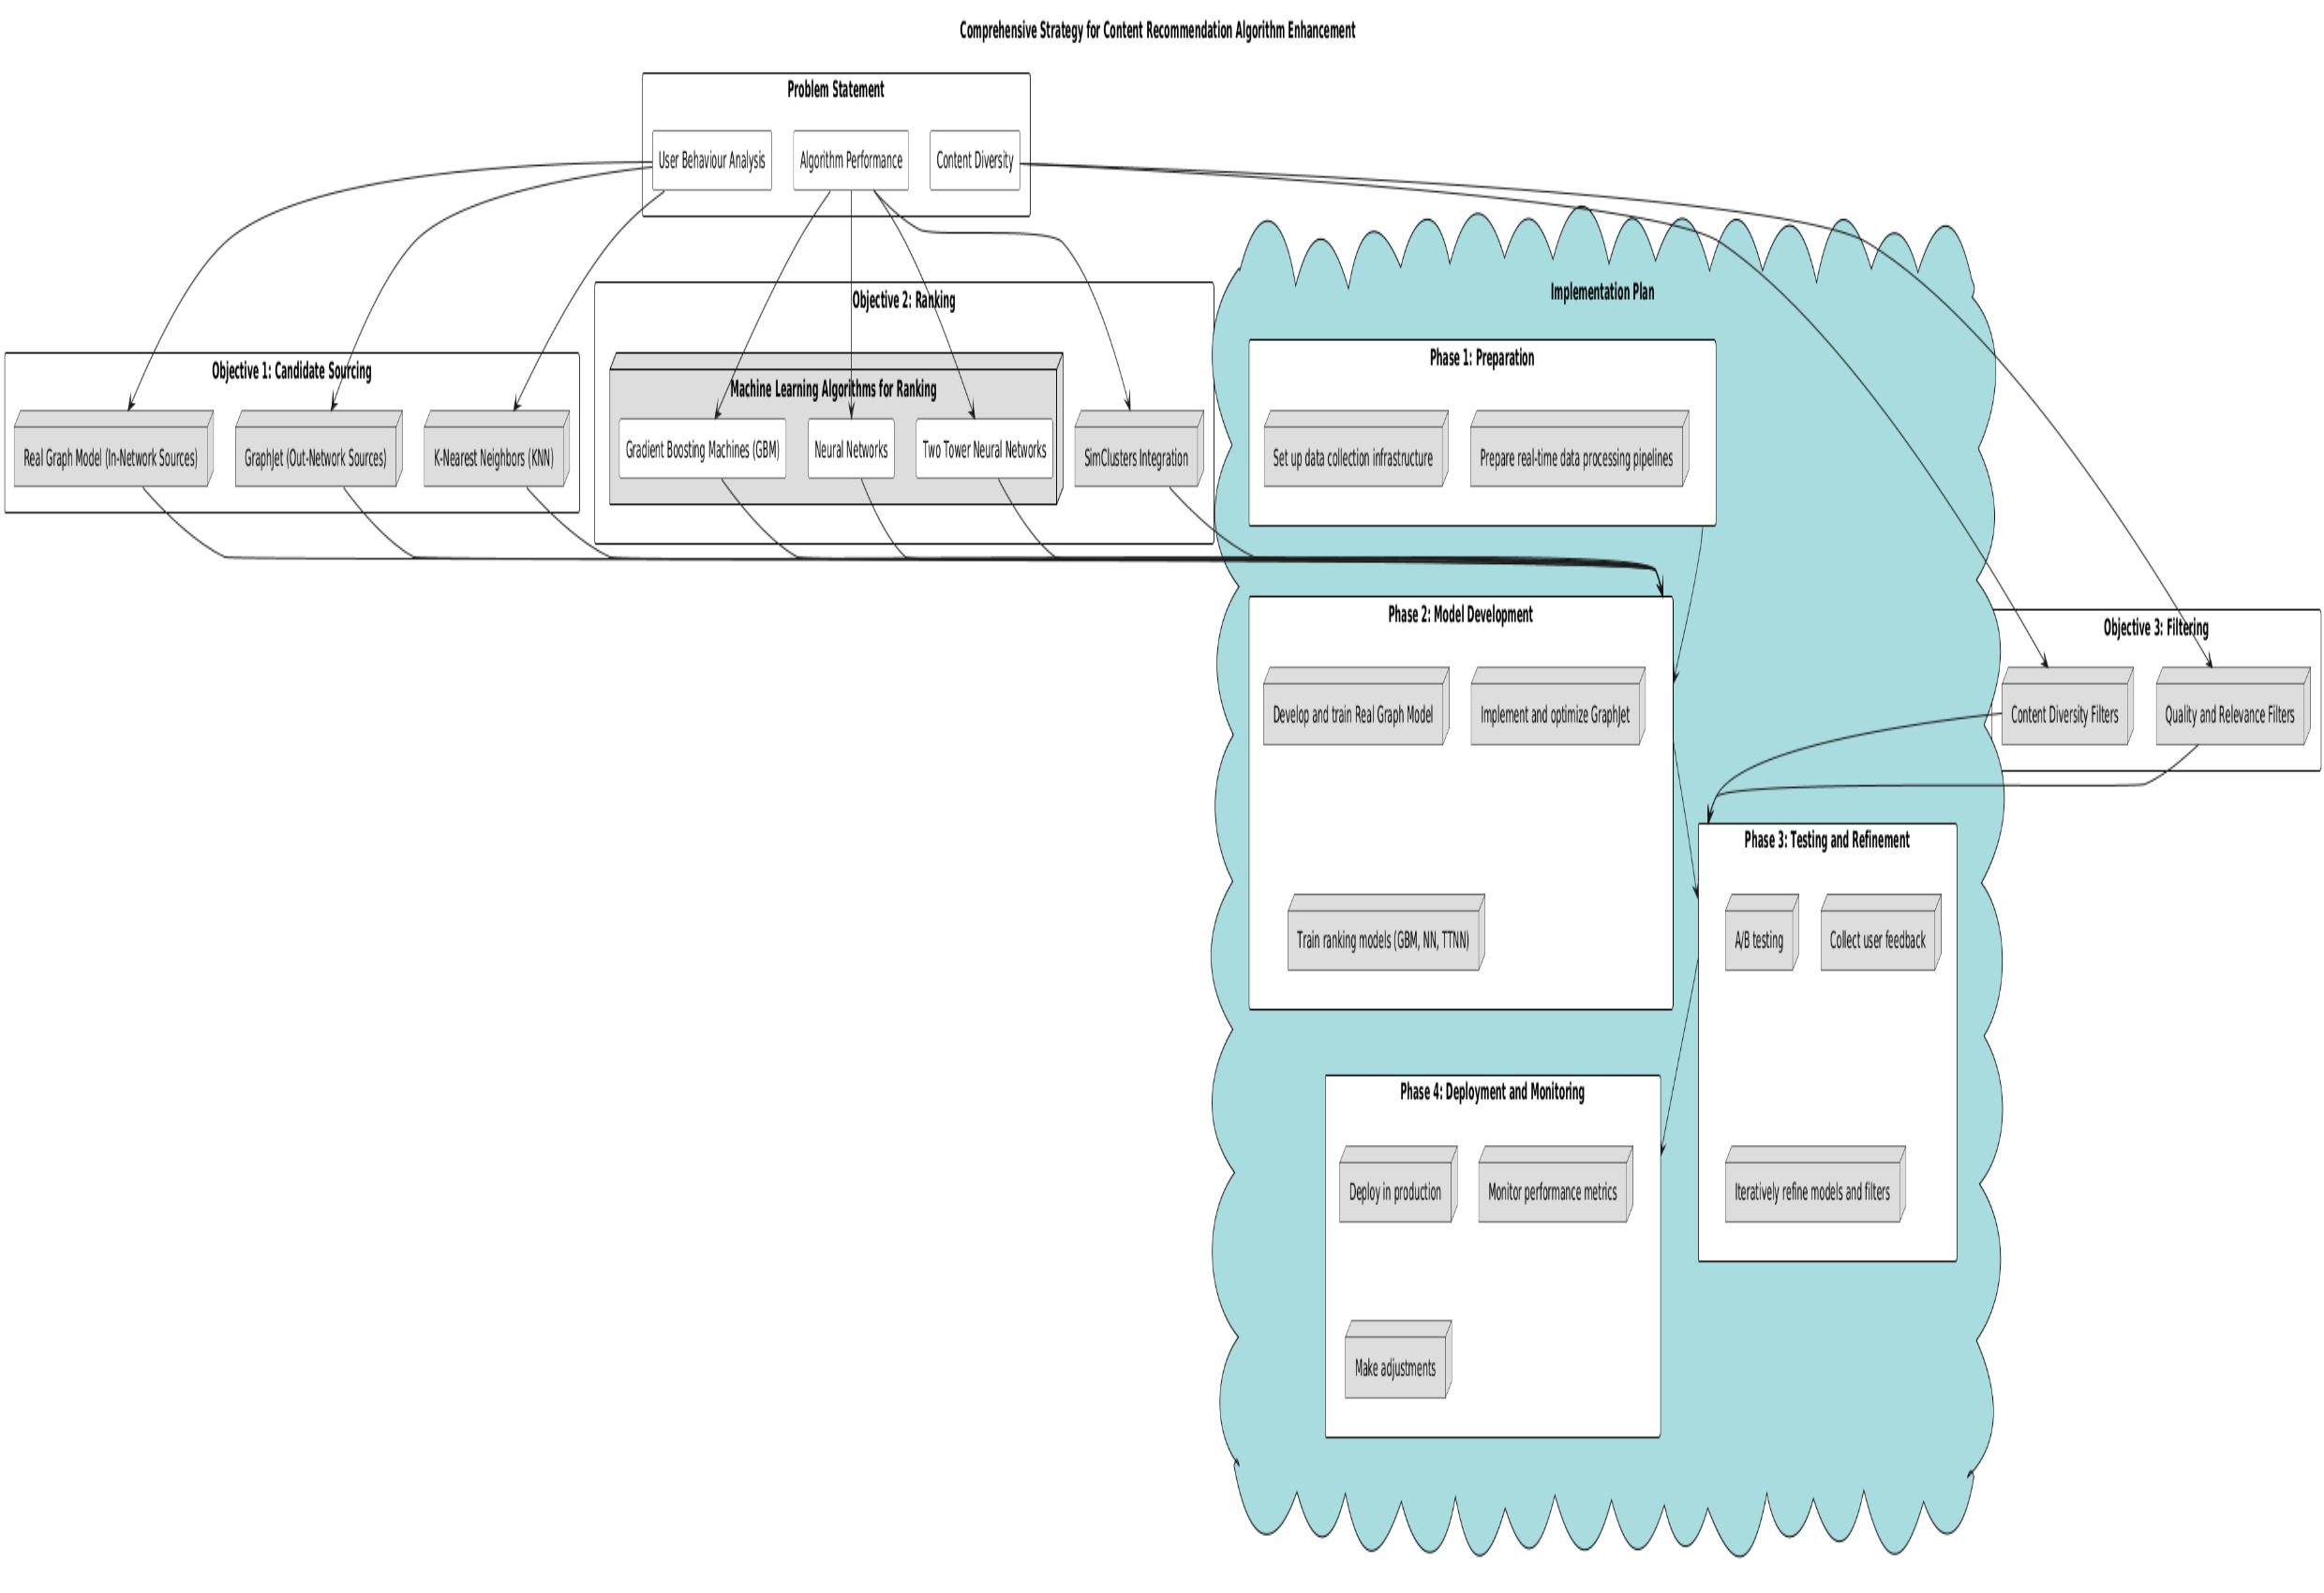 Comprehensive Strategy for Content Recommendation Algorithm Enhancement
Problem Statement
User Behaviour Analysis
Algorithm Performance
Content Diversity
Objective 1: Candidate Sourcing
Real Graph Model (In-Network Sources)
GraphJet (Out-Network Sources)
K-Nearest Neighbors (KNN)
Objective 2: Ranking
Machine Learning Algorithms for Ranking
Gradient Boosting Machines (GBM)
Neural Networks
Two Tower Neural Networks
SimClusters Integration
Implementation Plan
Phase 1: Preparation
Set up data collection infrastructure
Prepare real-time data processing pipelines
Phase 2: Model Development
Develop and train Real Graph Model
Implement and optimize GraphJet
Train ranking models (GBM, NN, TTNN)
Objective 3: Filtering
Content Diversity Filters
Quality and Relevance Filters
Phase 3: Testing and Refinement
A/B testing
Collect user feedback
Iteratively refine models and filters
Phase 4: Deployment and Monitoring
Deploy in production
Monitor performance metrics
Make adjustments